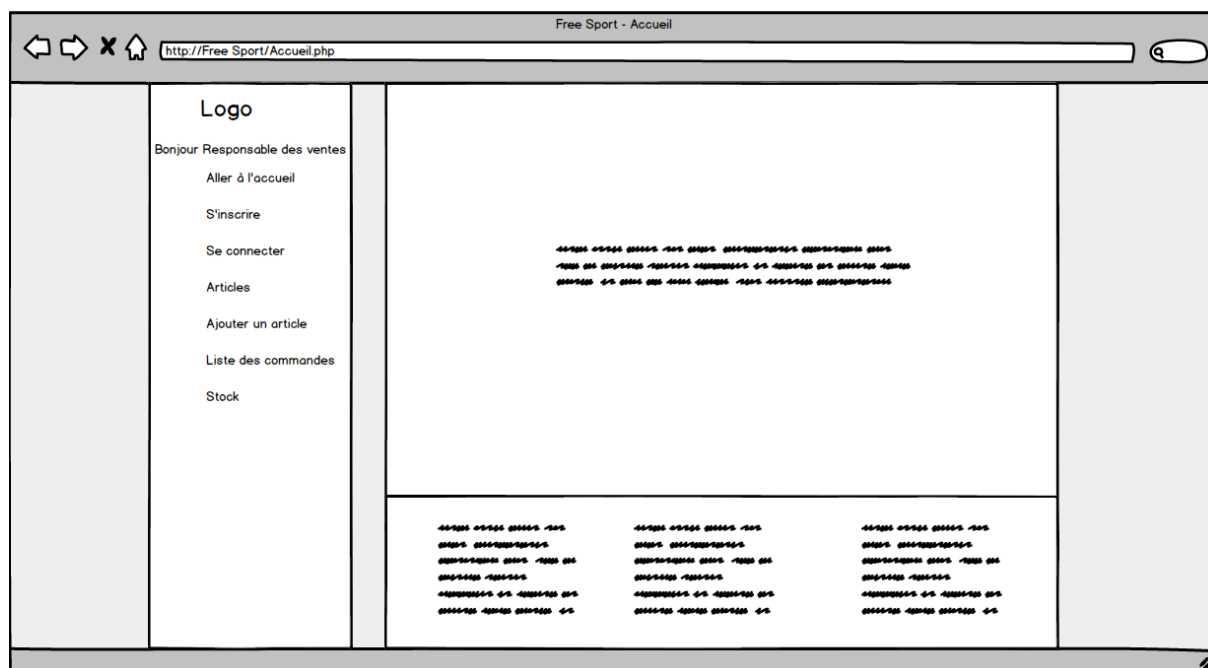 Free Sport - Accueil
http://Free Sport/Accueil.php
Logo
Bonjour Responsable des ventes
Aller à l'accueil
S'inscrire
Se connecter
Articles
Ajouter un article
Liste des commandes
Stock